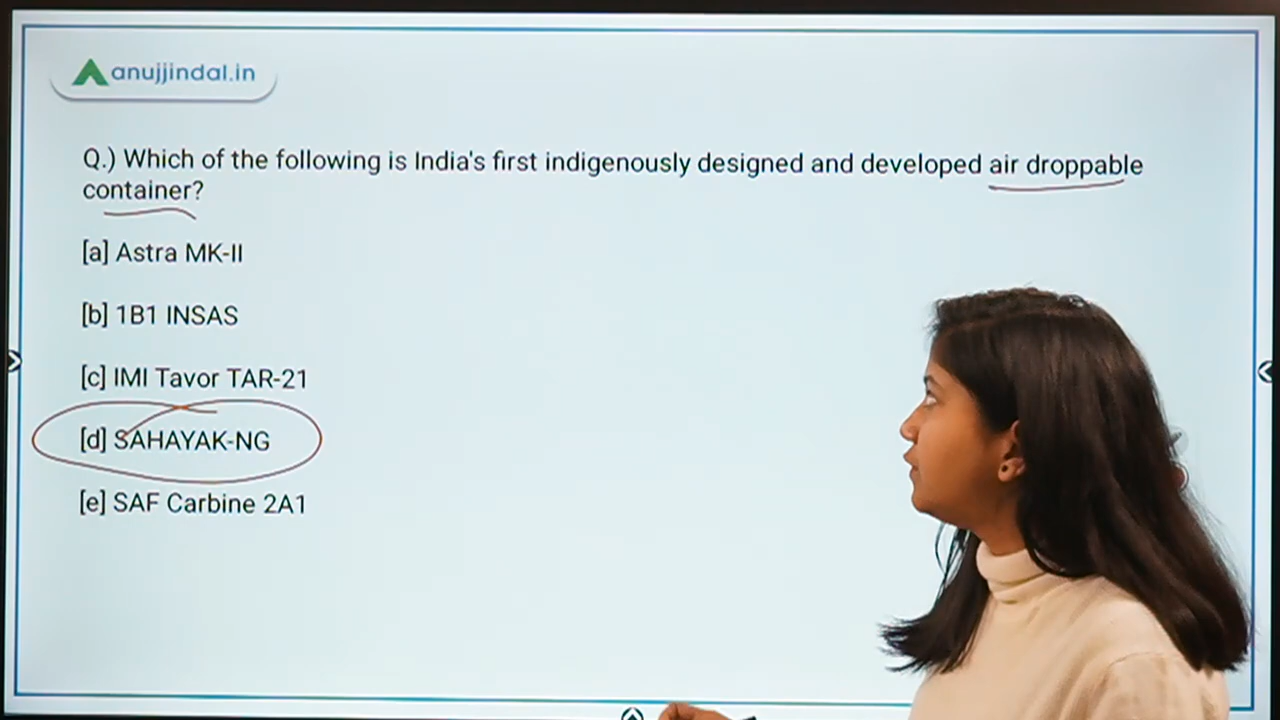 anujjindal.in
Q.) Which of the following is India's first indigenously designed and developed air droppable
container?
[a] Astra MK-II
[b] 1B1 INSAS
[c] IMI Tavor TAR-21
[d] SAHAYAK-NG
[e] SAF Carbine 2A1